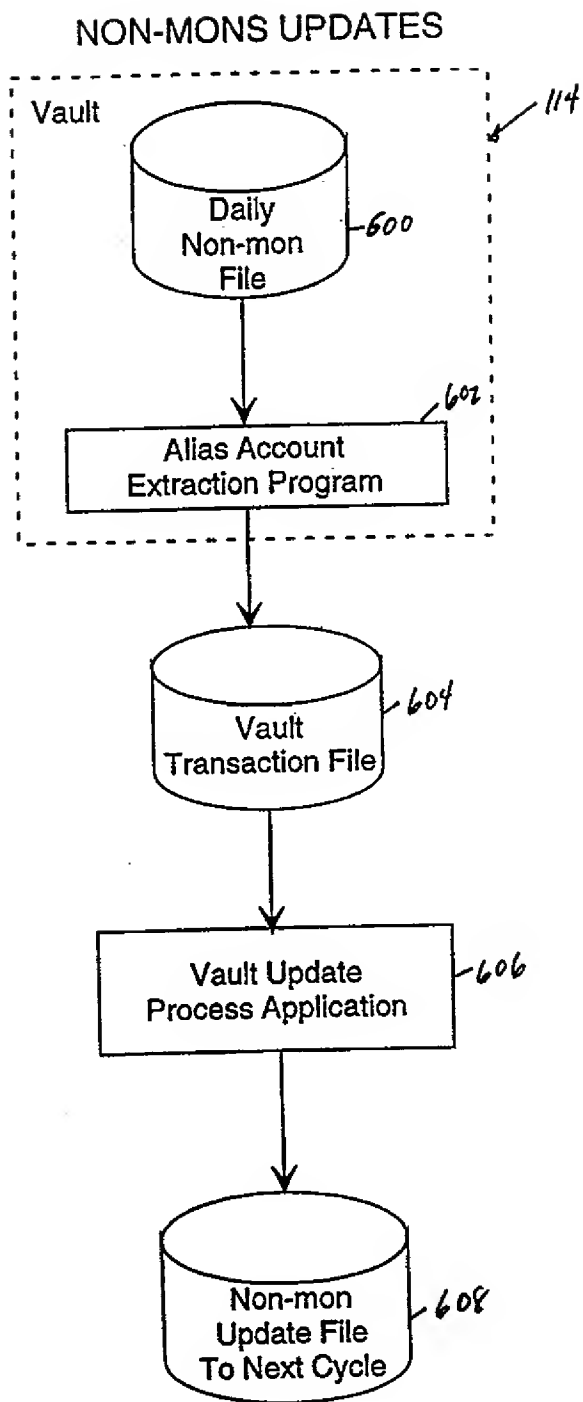 NON-MONS UPDATES
Vault
114
Daily
Non-mon
File
600
602
Alias Account
Extraction Program
604
Vault
Transaction File
606
Vault Update
Process Application
608
Non-mon
Update File
To Next Cycle